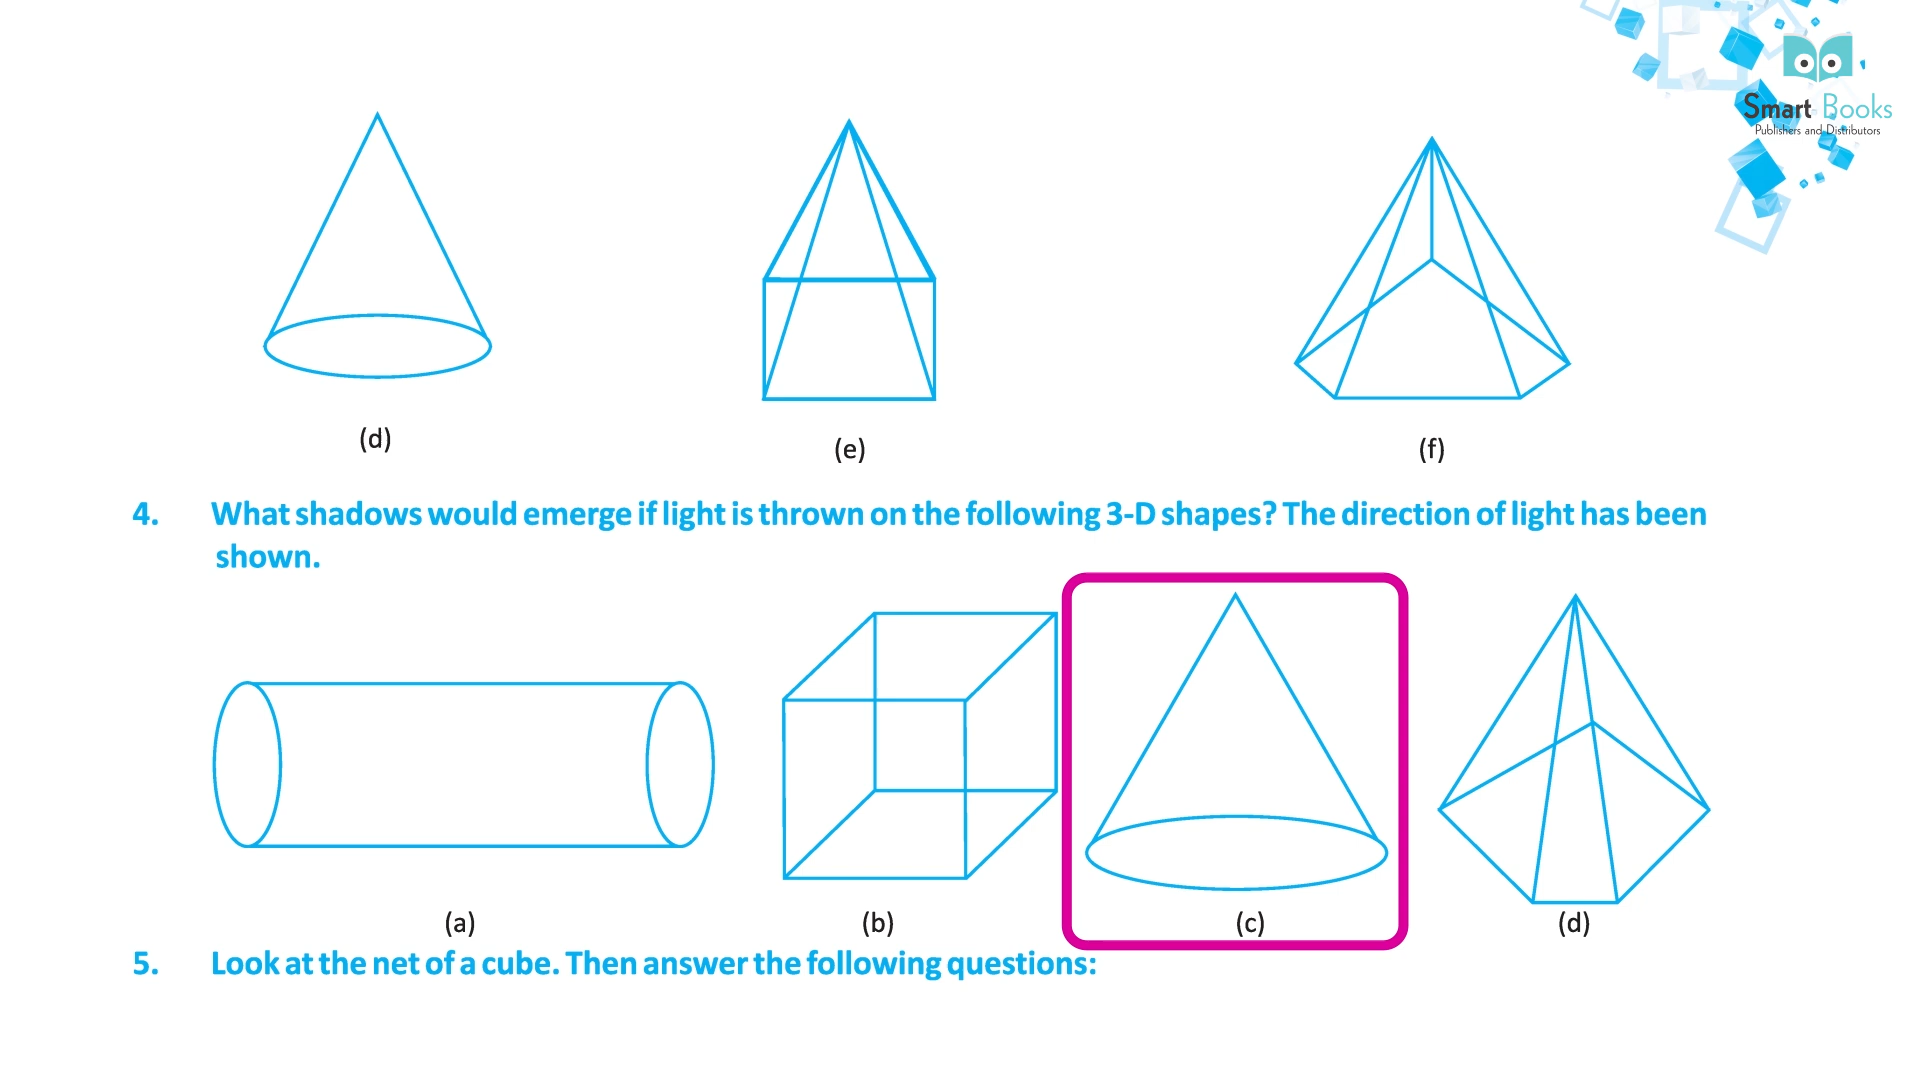 Smart Books
Publishers and Distributors
(d)
(e)
(f)
4. What shadows would emerge if light is thrown on the following 3-D shapes? The direction of light has been
shown.
(a)
(b)
(c)
(d)
5. Look at the net of a cube. Then answer the following questions: